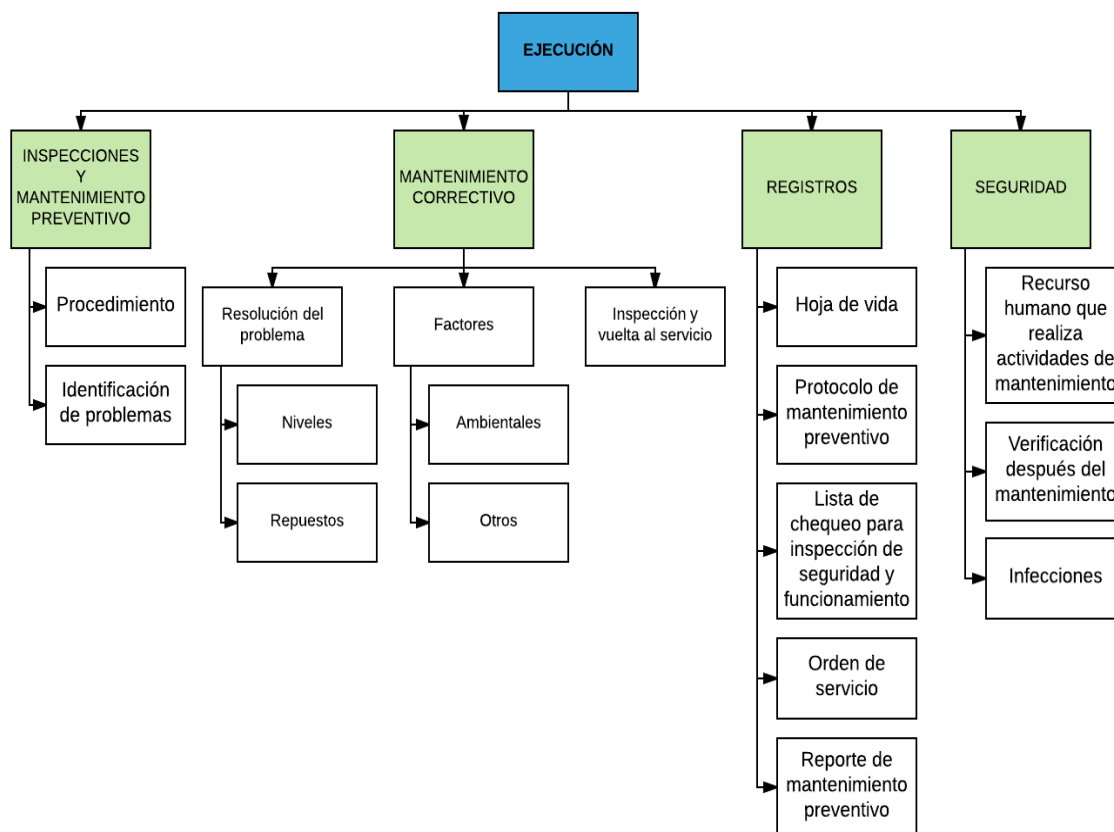 EJECUCIÓN
INSPECCIONES
Y
MANTENIMIENTO
PREVENTIVO
Procedimiento
Identificación
de problemas
MANTENIMIENTO
CORRECTIVO
Resolución del
problema
Niveles
Repuestos
Factores
Ambientales
Otros
Inspección y
vuelta al servicio
REGISTROS
Hoja de vida
Protocolo de
mantenimiento
preventivo
Lista de
chequeo para
inspección de
seguridad y
funcionamiento
Orden de
servicio
Reporte de
mantenimiento
preventivo
SEGURIDAD
Recurso
humano que
realiza
actividades de
mantenimiento
Verificación
después del
mantenimiento
Infecciones